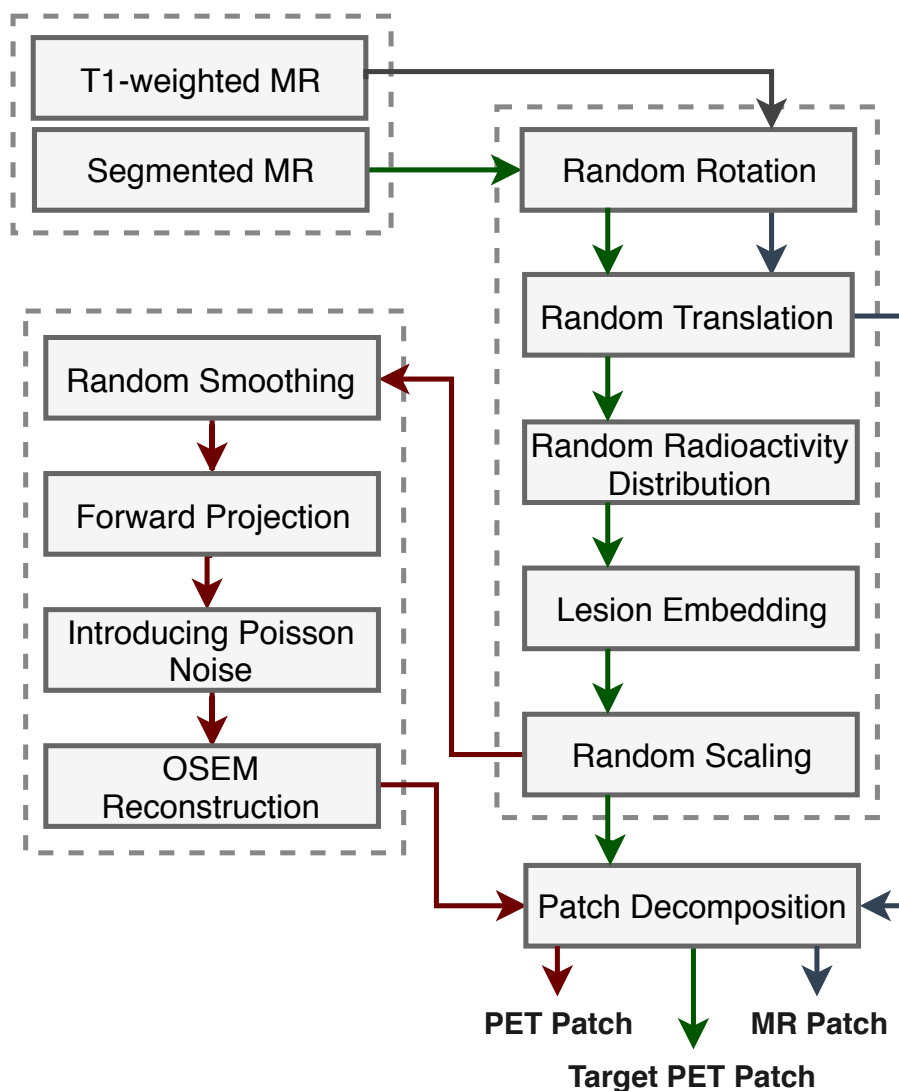 T1-weighted MR
Segmented MR
Random Rotation
Random Translation
Random Radioactivity
Distribution
Lesion Embedding
Random Scaling
Random Smoothing
Forward Projection
Introducing Poisson
Noise
OSEM
Reconstruction
Patch Decomposition
PET Patch
MR Patch
Target PET Patch